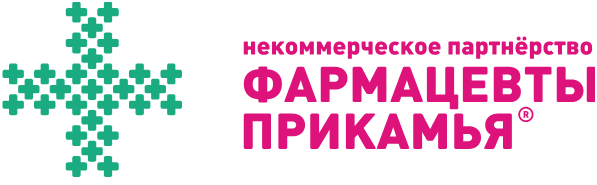 некоммерческое партнёрство
ФАРМАЦЕВТЫ
ПРИКАМЬЯ®